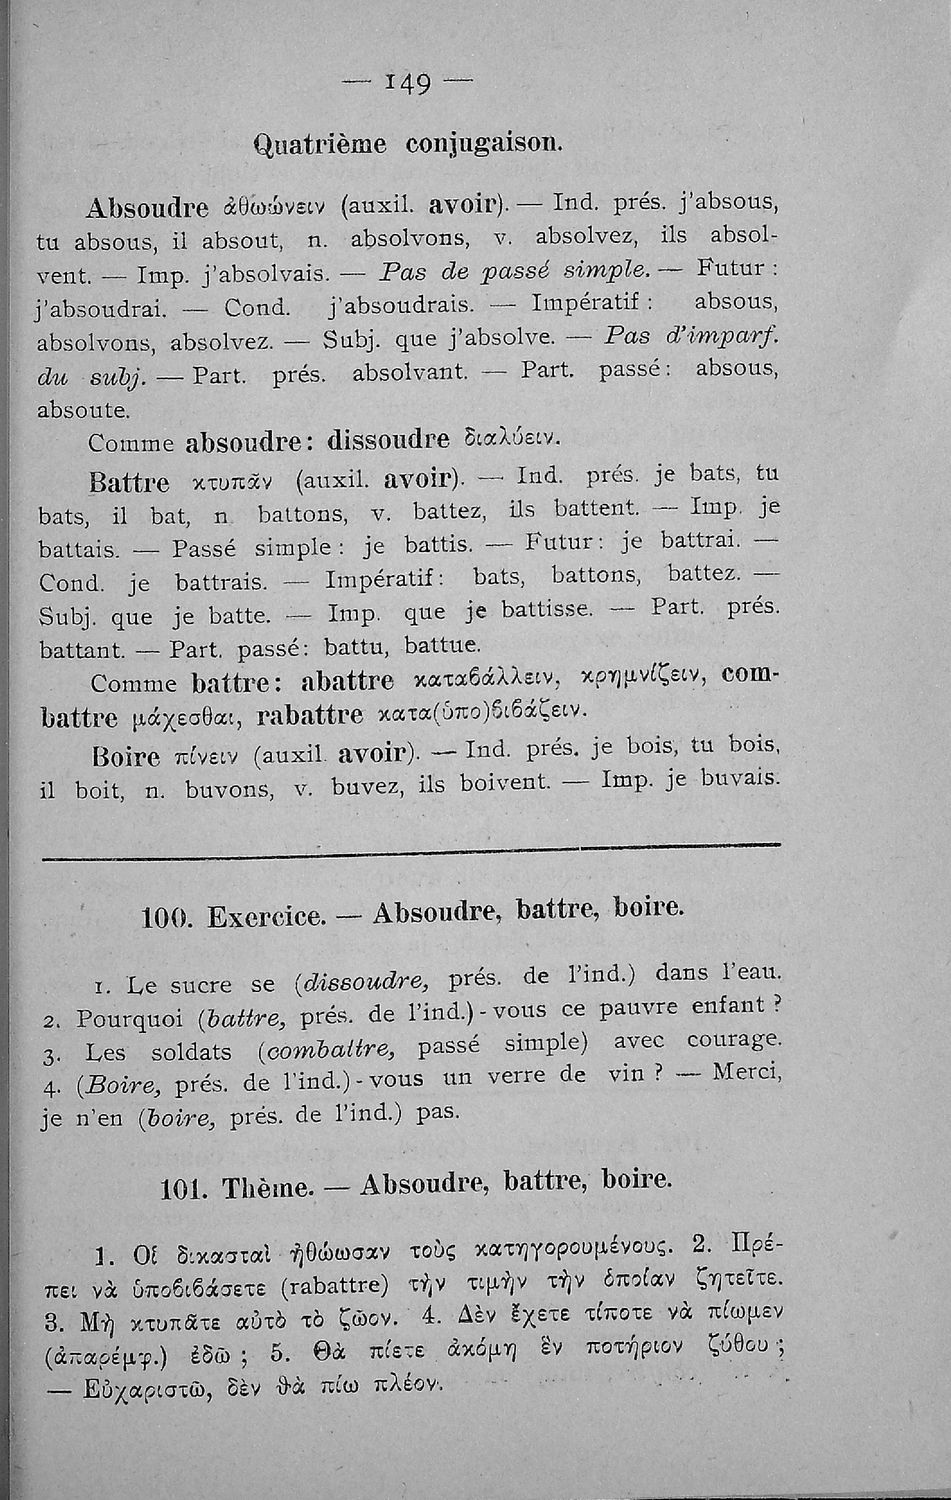 — 149 —
Quatrième conjugaison.
Absoudre ἀθωώνειν (auxil. avoir). — Ind. prés. j'absous,
tu absous, il absout, n. absolvons, v. absolvez, ils absol-
vent. — Imp. j'absolvais. — Pas de passé simple. — Futur :
j'absoudrai. — Cond. j'absoudrais. — Impératif : absous,
absolvons, absolvez. — Subj. que j'absolve. — Pas d'imparf.
du subj. — Part. prés. absolvant. — Part. passé : absous,
absoute.
Comme absoudre : dissoudre διαλύειν.
Battre κτυπᾶν (auxil. avoir). — Ind. prés. je bats, tu
bats, il bat, n. battons, v. battez, ils battent. — Imp. je
battais. — Passé simple : je battis. — Futur : je battrai. —
Cond. je battrais. — Impératif : bats, battons, battez. —
Subj. que je batte. — Imp. que je battisse. — Part. prés.
battant. — Part. passé : battu, battue.
Comme battre : abattre καταϐάλλειν, κρημνίζειν, com-
battre μάχεσθαι, rabattre κατα(ὑπο)ϐιϐάζειν.
Boire πίνειν (auxil. avoir). — Ind. prés. je bois, tu bois,
il boit, n. buvons, v. buvez, ils boivent. — Imp. je buvais.
100. Exercice. — Absoudre, battre, boire.
1. Le sucre se (dissoudre, prés. de l'ind.) dans l'eau.
2. Pourquoi (battre, prés. de l'ind.) - vous ce pauvre enfant ?
3. Les soldats (combattre, passé simple) avec courage.
4. (Boire, prés. de l'ind.) - vous un verre de vin ? — Merci,
je n'en (boire, prés. de l'ind.) pas.
101. Thème. — Absoudre, battre, boire.
1. Οἱ δικασταὶ ἠθώωσαν τοὺς κατηγορουμένους. 2. Πρέ-
πει νὰ ὑποϐιϐάσετε (rabattre) τὴν τιμὴν τὴν ὁποίαν ζητεῖτε.
3. Μὴ κτυπᾶτε αὐτὸ τὸ ζῶον. 4. Δὲν ἔχετε τίποτε νὰ πίωμεν
(ἀπαρέμφ.) ἐδῶ ; 5. Θὰ πίετε ἀκόμη ἓν ποτήριον ζύθου ;
— Εὐχαριστῶ, δὲν θὰ πίω πλέον.